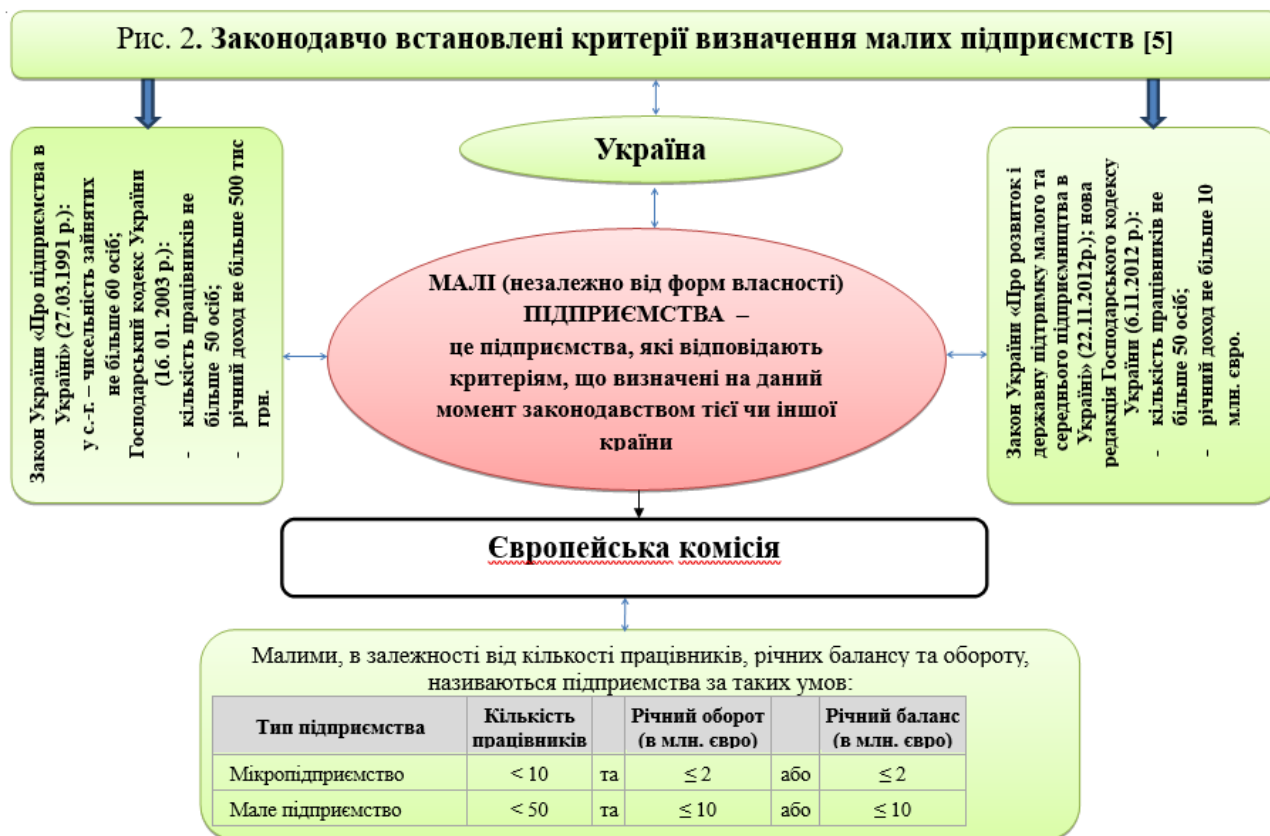 Рис. 2. Законодавчо встановлені критерії визначення малих підприємств [5]
Україна
Закон України «Про підприємства в
Україні» (27.03.1991 р.):
у с.-г. – чисельність зайнятих
не більше 60 осіб;
Господарський кодекс України
(16. 01. 2003 р.):
- кількість працівників не
більше 50 осіб;
- річний доход не більше 500 тис
грн.
МАЛІ (незалежно від форм власності)
ПІДПРИЄМСТВА –
це підприємства, які відповідають
критеріям, що визначені на даний
момент законодавством тієї чи іншої
країни
Закон України «Про розвиток і
державну підтримку малого та
середнього підприємництва в
Україні» (22.11.2012р.); нова
редакція Господарського кодексу
України (6.11.2012 р.):
- кількість працівників не
більше 50 осіб;
- річний доход не більше 10
млн. євро.
Європейська комісія
Малими, в залежності від кількості працівників, річних балансу та обороту,
називаються підприємства за таких умов:
Тип підприємства Кількість працівників Річний оборот (в млн. євро) Річний баланс (в млн. євро)
Мікропідприємство < 10 та ≤ 2 або ≤ 2
Мале підприємство < 50 та ≤ 10 або ≤ 10